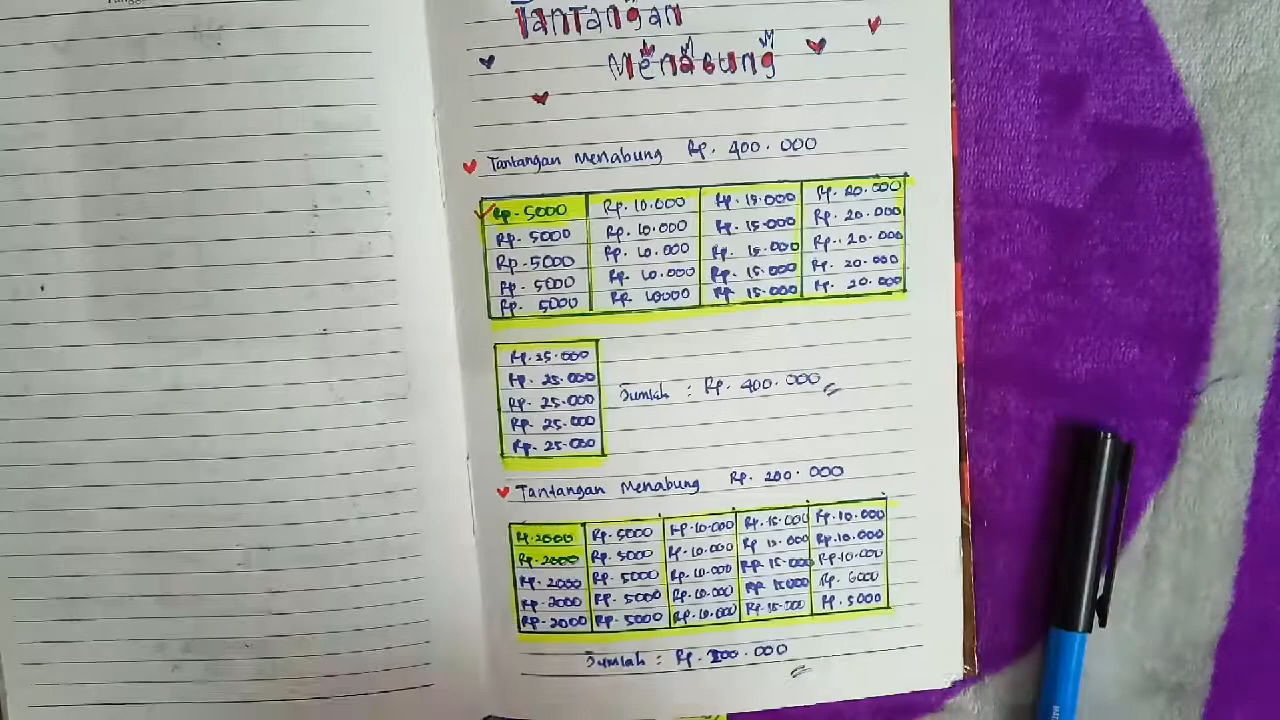 Tantangan
Menabung
Tantangan Menabung Rp. 400.000
Rp. 5000 Rp. 10.000 Rp. 15.000 Rp. 20.000
Rp. 5000 Rp. 10.000 Rp. 15.000 Rp. 20.000
Rp. 5000 Rp. 10.000 Rp. 15.000 Rp. 20.000
Rp. 5000 Rp. 10.000 Rp. 15.000 Rp. 20.000
Rp. 5000 Rp 10000 Rp 15.000 Rp. 20.000
Rp. 25.000
Rp. 25.000
Rp. 25.000
Rp. 25.000
Rp. 25.000
Jumlah : Rp. 400.000
Tantangan Menabung Rp. 200.000
Rp. 2000 Rp. 5000 Rp. 10.000 Rp. 15.000 Rp. 10.000
Rp. 2000 Rp. 5000 Rp. 10.000 Rp. 15.000 Rp. 10.000
Rp. 2000 Rp. 5000 Rp. 10.000 Rp. 15.000 Rp. 10.000
Rp. 2000 Rp. 5000 Rp. 10.000 Rp. 15000 Rp.
Rp. 2000 Rp. 5000 Rp. 10.000 Rp. 15.000 Rp. 5000
Jumlah : Rp. 200.000